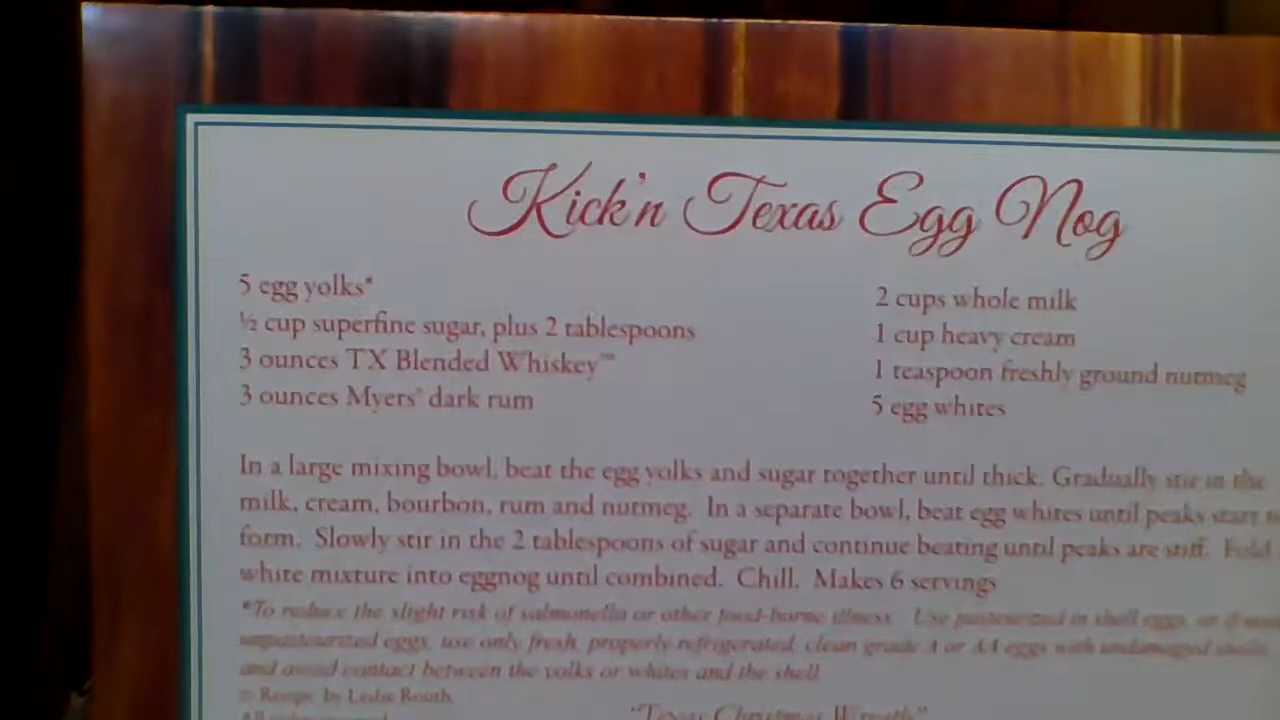 Kick'n Texas Egg Nog
5 egg yolks*
½ cup superfine sugar, plus 2 tablespoons
3 ounces TX Blended Whiskey™
3 ounces Myers' dark rum
2 cups whole milk
1 cup heavy cream
1 teaspoon freshly ground nutmeg
5 egg whites
In a large mixing bowl, beat the egg yolks and sugar together until thick. Gradually stir in the
milk, cream, bourbon, rum and nutmeg. In a separate bowl, beat egg whites until peaks start
form. Slowly stir in the 2 tablespoons of sugar and continue beating until peaks are stiff. Fold
white mixture into eggnog until combined. Chill. Makes 6 servings
*To reduce the slight risk of salmonella or other food-borne illness. Use pasteurized in shell eggs, or if
unpasteurized eggs, use only fresh, properly refrigerated, clean grade A or AA eggs with undamaged shells,
and avoid contact between the yolks or whites and the shell.
© Recipe by Leslie Routh
All rights reserved
"Texas Christmas Wreath"